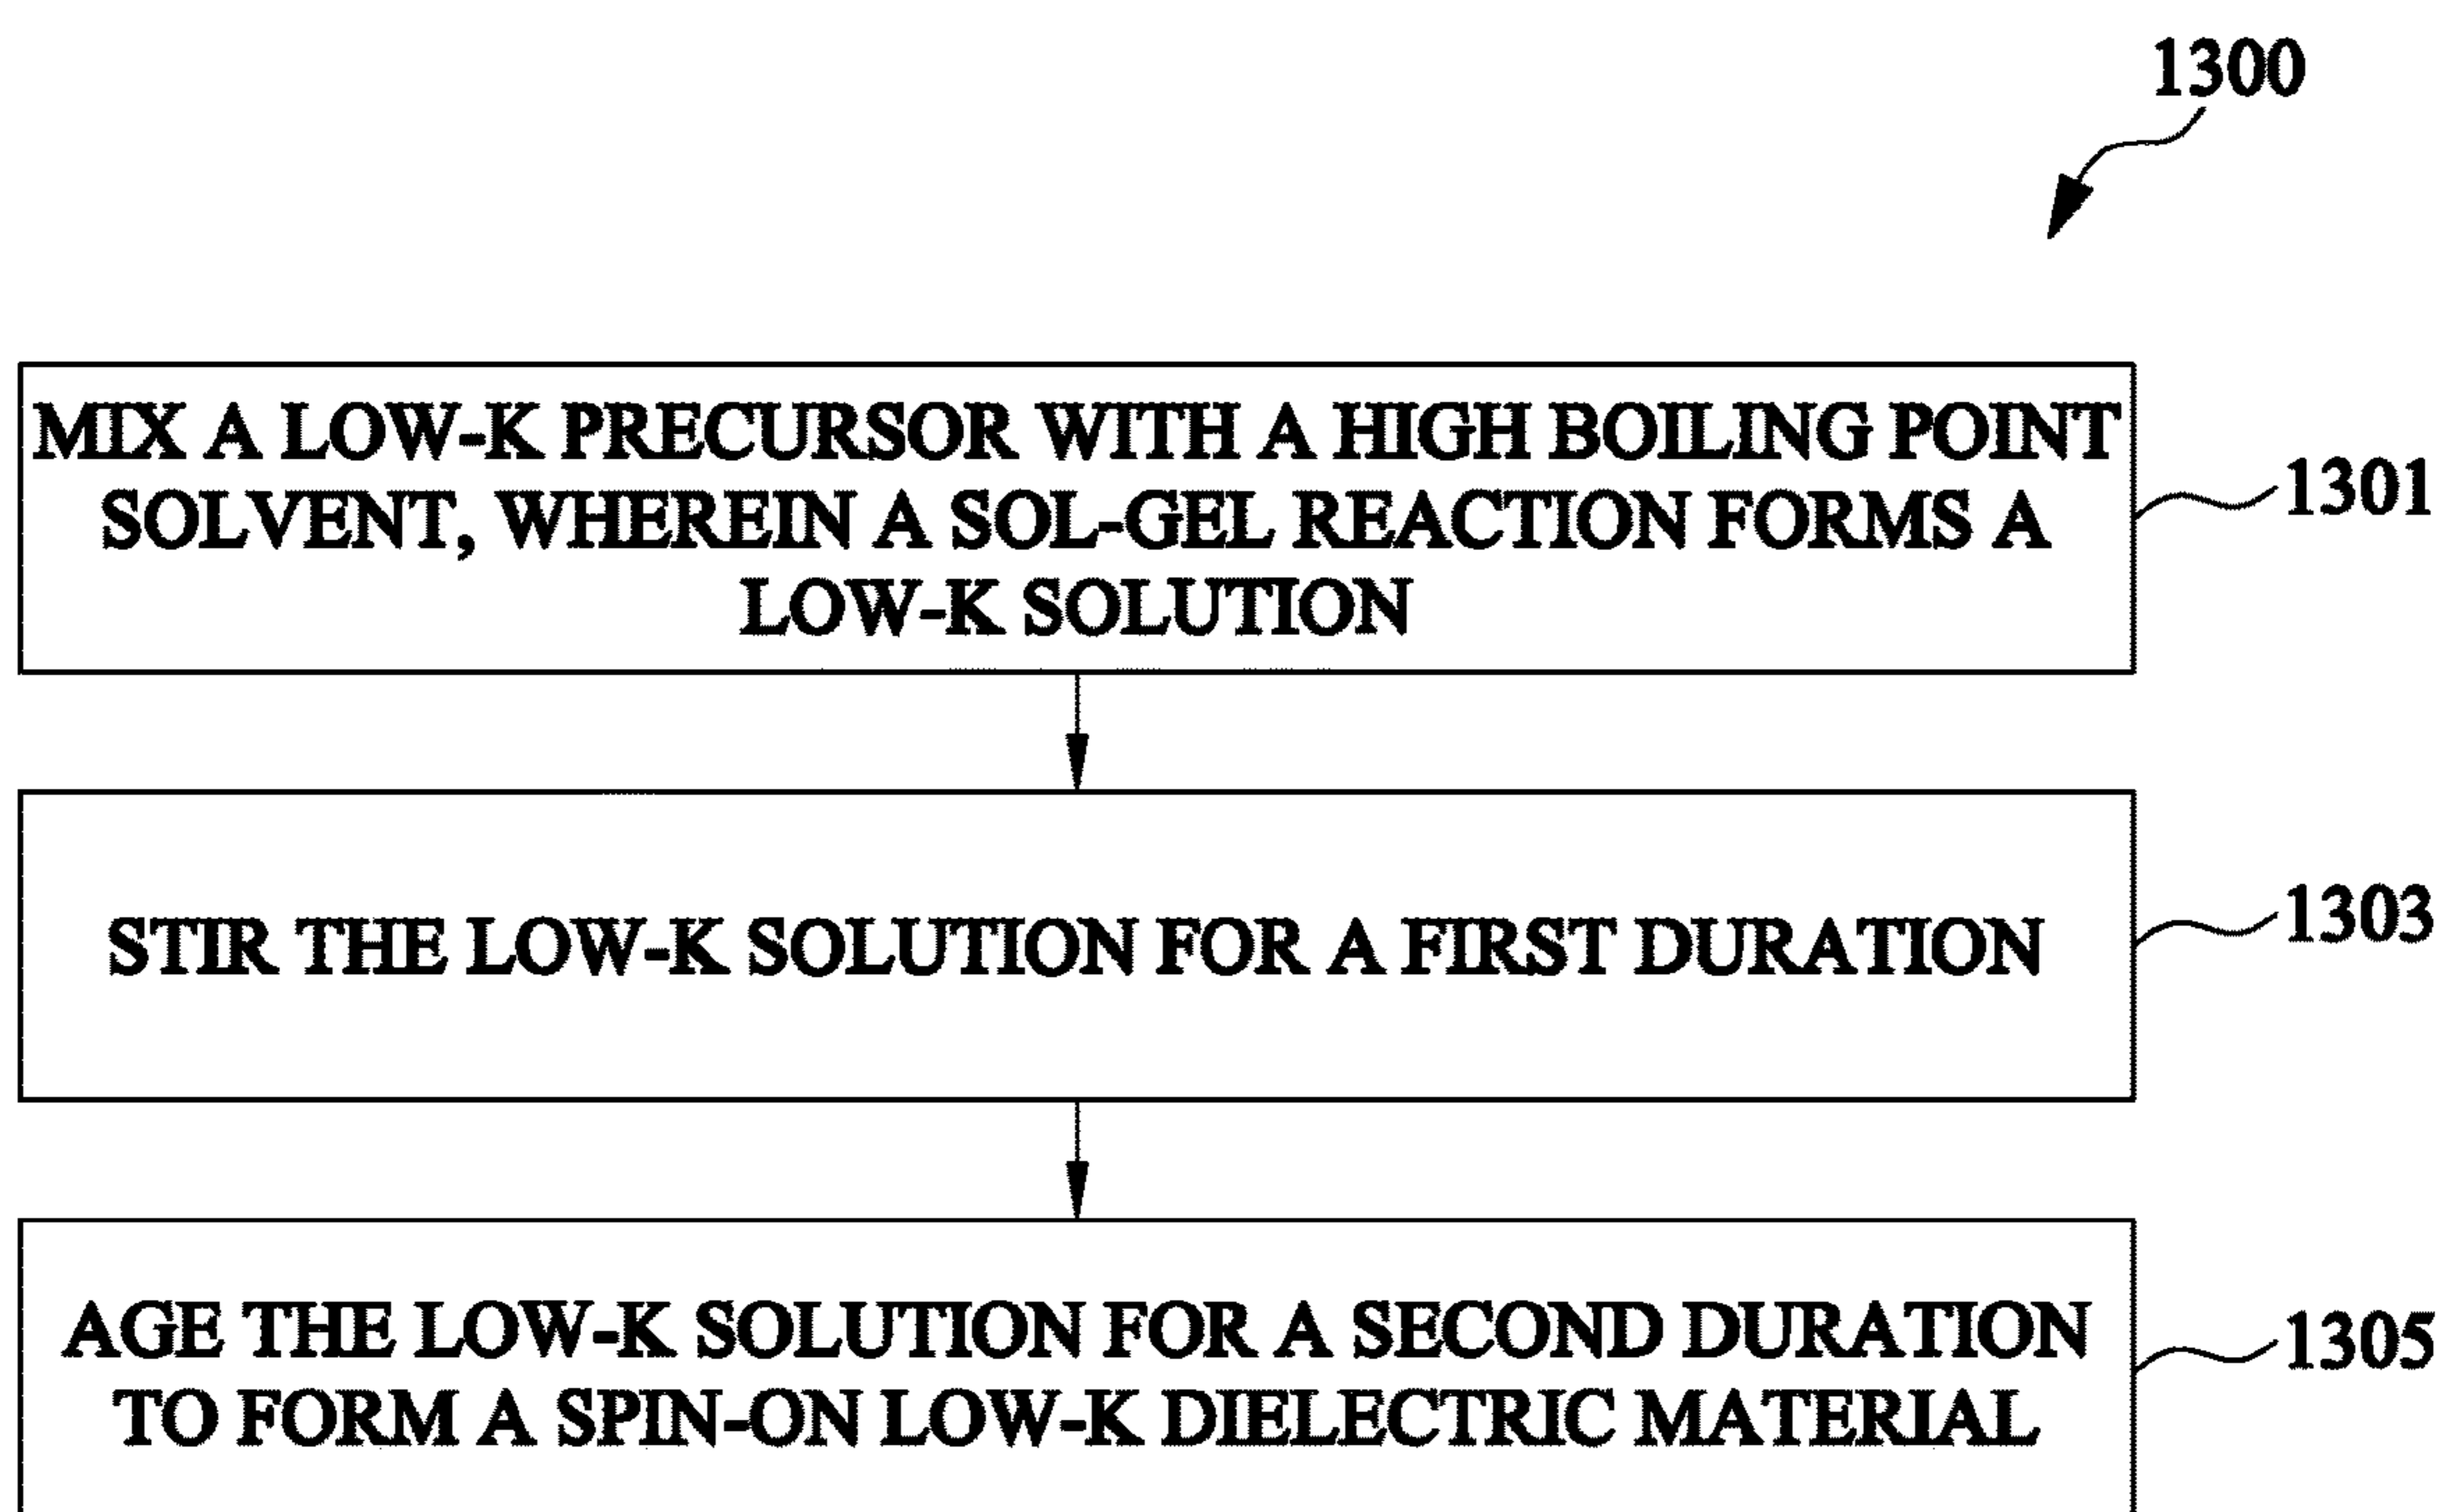 1300
MIX A LOW-K PRECURSOR WITH A HIGH BOILING POINT
SOLVENT, WHEREIN A SOL-GEL REACTION FORMS A
LOW-K SOLUTION
1301
STIR THE LOW-K SOLUTION FOR A FIRST DURATION
1303
AGE THE LOW-K SOLUTION FOR A SECOND DURATION
TO FORM A SPIN-ON LOW-K DIELECTRIC MATERIAL
1305